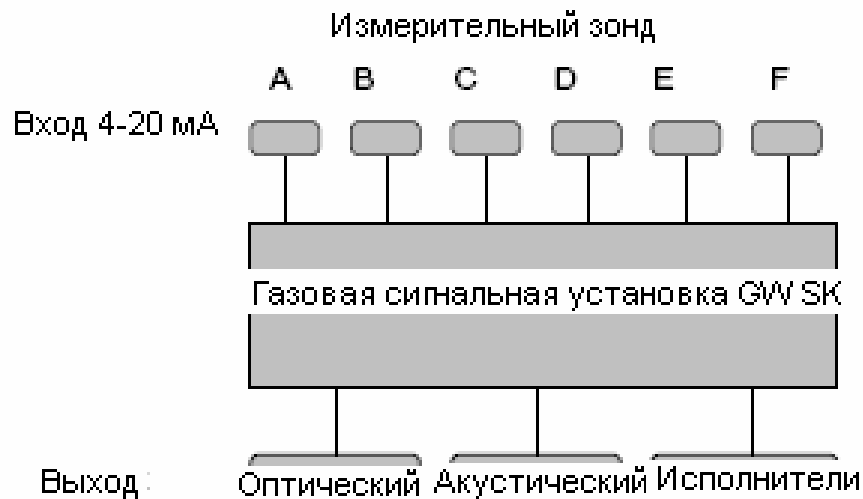 Измерительный зонд
A B C D E F
Вход 4-20 мА
Газовая сигнальная установка GW SK
Выход : Оптический Акустический Исполнители